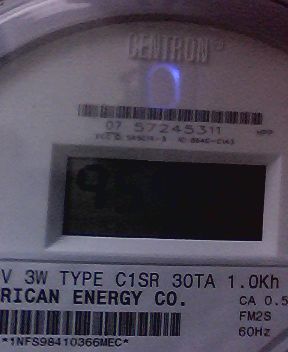 CENTRON
07 57245311
V 3W TYPE C1SR 30TA 1.0Kh
RICAN ENERGY CO.
CA 0.5
FM2S
60Hz
*1NFS98410366MEC*